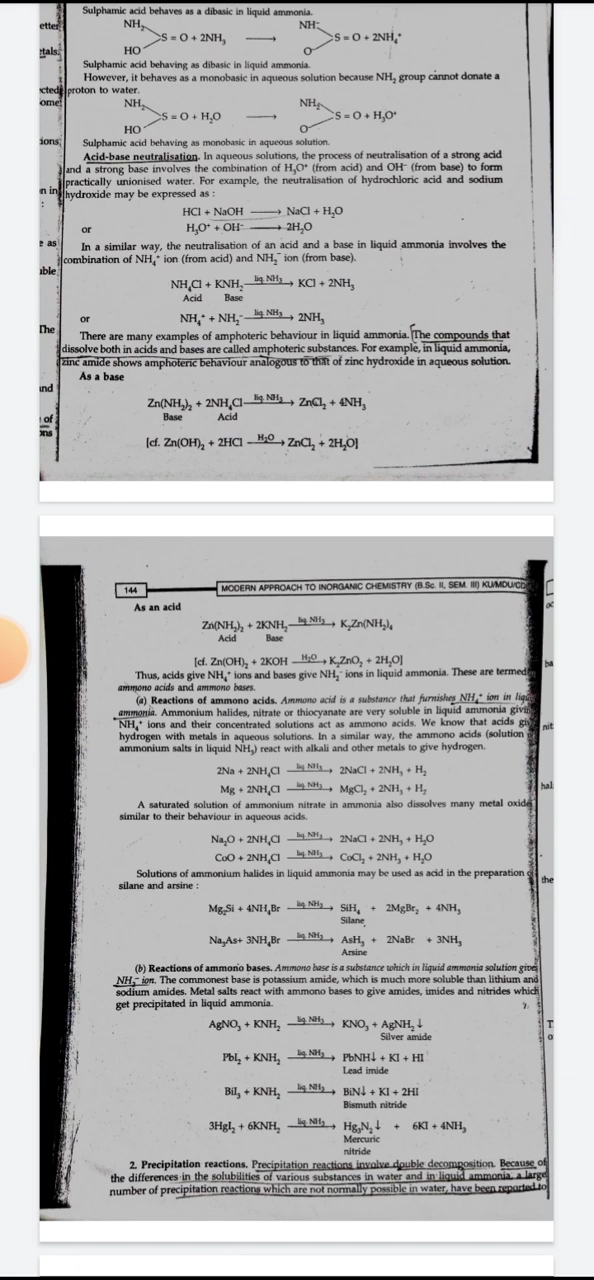 Sulphamic acid behaves as a dibasic in liquid ammonia.
NH₂ NH⁻
S = O + 2NH₃ ⟶ S = O + 2NH₄⁺
HO O⁻
Sulphamic acid behaving as dibasic in liquid ammonia.
However, it behaves as a monobasic in aqueous solution because NH₂ group cannot donate a
proton to water.
NH₂ NH₂
S = O + H₂O ⟶ S = O + H₃O⁺
HO O⁻
Sulphamic acid behaving as monobasic in aqueous solution.
Acid-base neutralisation. In aqueous solutions, the process of neutralisation of a strong acid
and a strong base involves the combination of H₃O⁺ (from acid) and OH⁻ (from base) to form
practically unionised water. For example, the neutralisation of hydrochloric acid and sodium
hydroxide may be expressed as :
HCl + NaOH ⟶ NaCl + H₂O
or H₃O⁺ + OH⁻ ⟶ 2H₂O
In a similar way, the neutralisation of an acid and a base in liquid ammonia involves the
combination of NH₄⁺ ion (from acid) and NH₂⁻ ion (from base).
NH₄Cl + KNH₂ liq. NH₃ ⟶ KCl + 2NH₃
Acid Base
or NH₄⁺ + NH₂⁻ liq. NH₃ ⟶ 2NH₃
There are many examples of amphoteric behaviour in liquid ammonia. The compounds that
dissolve both in acids and bases are called amphoteric substances. For example, in liquid ammonia,
zinc amide shows amphoteric behaviour analogous to that of zinc hydroxide in aqueous solution.
As a base
Zn(NH₂)₂ + 2NH₄Cl liq. NH₃ ⟶ ZnCl₂ + 4NH₃
Base Acid
[cf. Zn(OH)₂ + 2HCl H₂O ⟶ ZnCl₂ + 2H₂O]
144 MODERN APPROACH TO INORGANIC CHEMISTRY (B.Sc. II, SEM. III) KU/MDU/CD
As an acid
Zn(NH₂)₂ + 2KNH₂ liq. NH₃ ⟶ K₂Zn(NH₂)₄
Acid Base
[cf. Zn(OH)₂ + 2KOH H₂O ⟶ K₂ZnO₂ + 2H₂O]
Thus, acids give NH₄⁺ ions and bases give NH₂⁻ ions in liquid ammonia. These are termed
ammono acids and ammono bases.
(a) Reactions of ammono acids. Ammono acid is a substance that furnishes NH₄⁺ ion in
ammonia. Ammonium halides, nitrate or thiocyanate are very soluble in liquid ammonia
NH₄⁺ ions and their concentrated solutions act as ammono acids. We know that acids
hydrogen with metals in aqueous solutions. In a similar way, the ammono acids (solution
ammonium salts in liquid NH₃) react with alkali and other metals to give hydrogen.
2Na + 2NH₄Cl liq. NH₃ ⟶ 2NaCl + 2NH₃ + H₂
Mg + 2NH₄Cl liq. NH₃ ⟶ MgCl₂ + 2NH₃ + H₂
A saturated solution of ammonium nitrate in ammonia also dissolves many metal oxide
similar to their behaviour in aqueous acids.
Na₂O + 2NH₄Cl liq. NH₃ ⟶ 2NaCl + 2NH₃ + H₂O
CoO + 2NH₄Cl liq. NH₃ ⟶ CoCl₂ + 2NH₃ + H₂O
Solutions of ammonium halides in liquid ammonia may be used as acid in the preparation
silane and arsine :
Mg₂Si + 4NH₄Br liq. NH₃ ⟶ SiH₄ + 2MgBr₂ + 4NH₃
Silane
Na₃As + 3NH₄Br liq. NH₃ ⟶ AsH₃ + 2NaBr + 3NH₃
Arsine
(b) Reactions of ammono bases. Ammono base is a substance which in liquid ammonia solution gives
NH₂⁻ ion. The commonest base is potassium amide, which is much more soluble than lithium and
sodium amides. Metal salts react with ammono bases to give amides, imides and nitrides which
get precipitated in liquid ammonia.
AgNO₃ + KNH₂ liq. NH₃ ⟶ KNO₃ + AgNH₂ ↓
Silver amide
PbI₂ + KNH₂ liq. NH₃ ⟶ PbNH↓ + KI + HI
Lead imide
BiI₃ + KNH₂ liq. NH₃ ⟶ BiN↓ + KI + 2HI
Bismuth nitride
3HgI₂ + 6KNH₂ liq. NH₃ ⟶ Hg₃N₂ ↓ + 6KI + 4NH₃
Mercuric
nitride
2. Precipitation reactions. Precipitation reactions involve double decomposition. Because of
the differences in the solubilities of various substances in water and in liquid ammonia, a large
number of precipitation reactions which are not normally possible in water, have been reported to